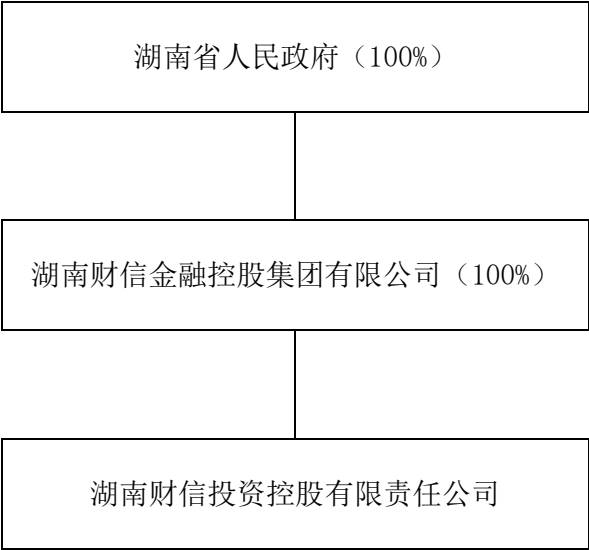 湖南省人民政府（100%）
湖南财信金融控股集团有限公司（100%）
湖南财信投资控股有限责任公司